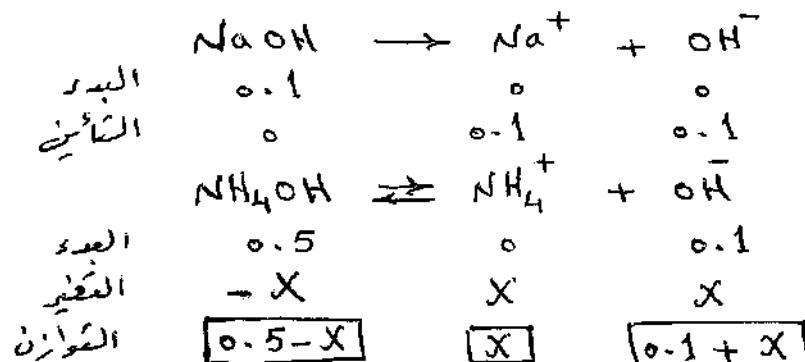 NaOH → Na⁺ + OH⁻
البدء 0.1 0 0
التأين 0 0.1 0.1
NH₄OH ⇌ NH₄⁺ + OH⁻
البدء 0.5 0 0.1
التغير - X X X
التوازن 0.5-X X 0.1+X